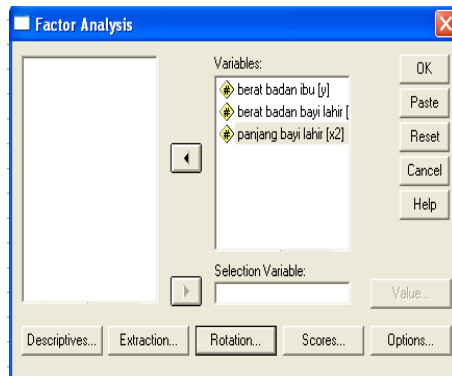 Factor Analysis
Variables:
berat badan ibu [y]
berat badan bayi lahir [
panjang bayi lahir [x2]
OK
Paste
Reset
Cancel
Help
Selection Variable:
Value...
Descriptives...
Extraction...
Rotation...
Scores...
Options...